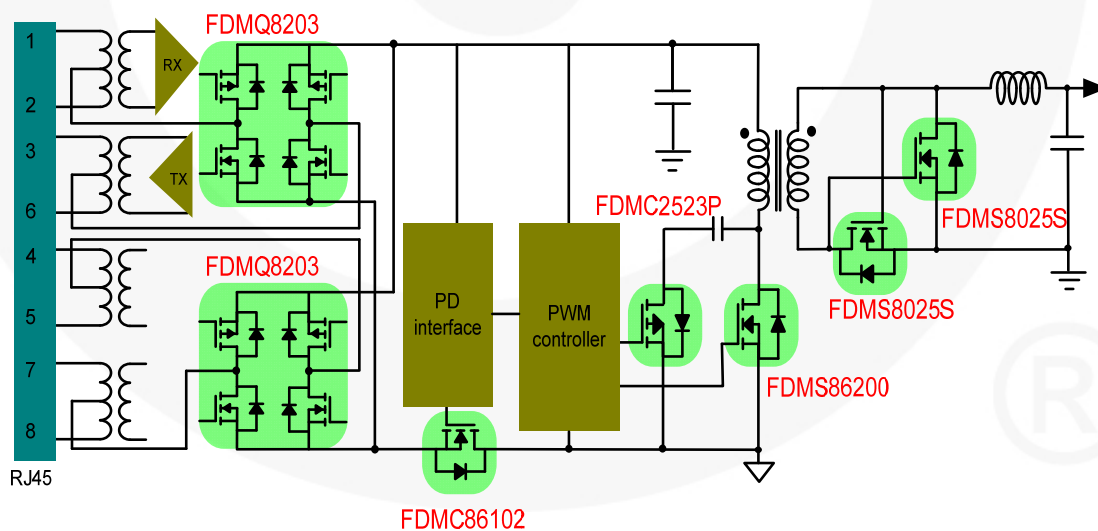 FDMQ8203
1
RX
2
3
TX
6
FDMC2523P
FDMS8025S
4
FDMQ8203
PD
interface
PWM
controller
FDMS8025S
5
7
FDMS86200
8
RJ45
FDMC86102
®